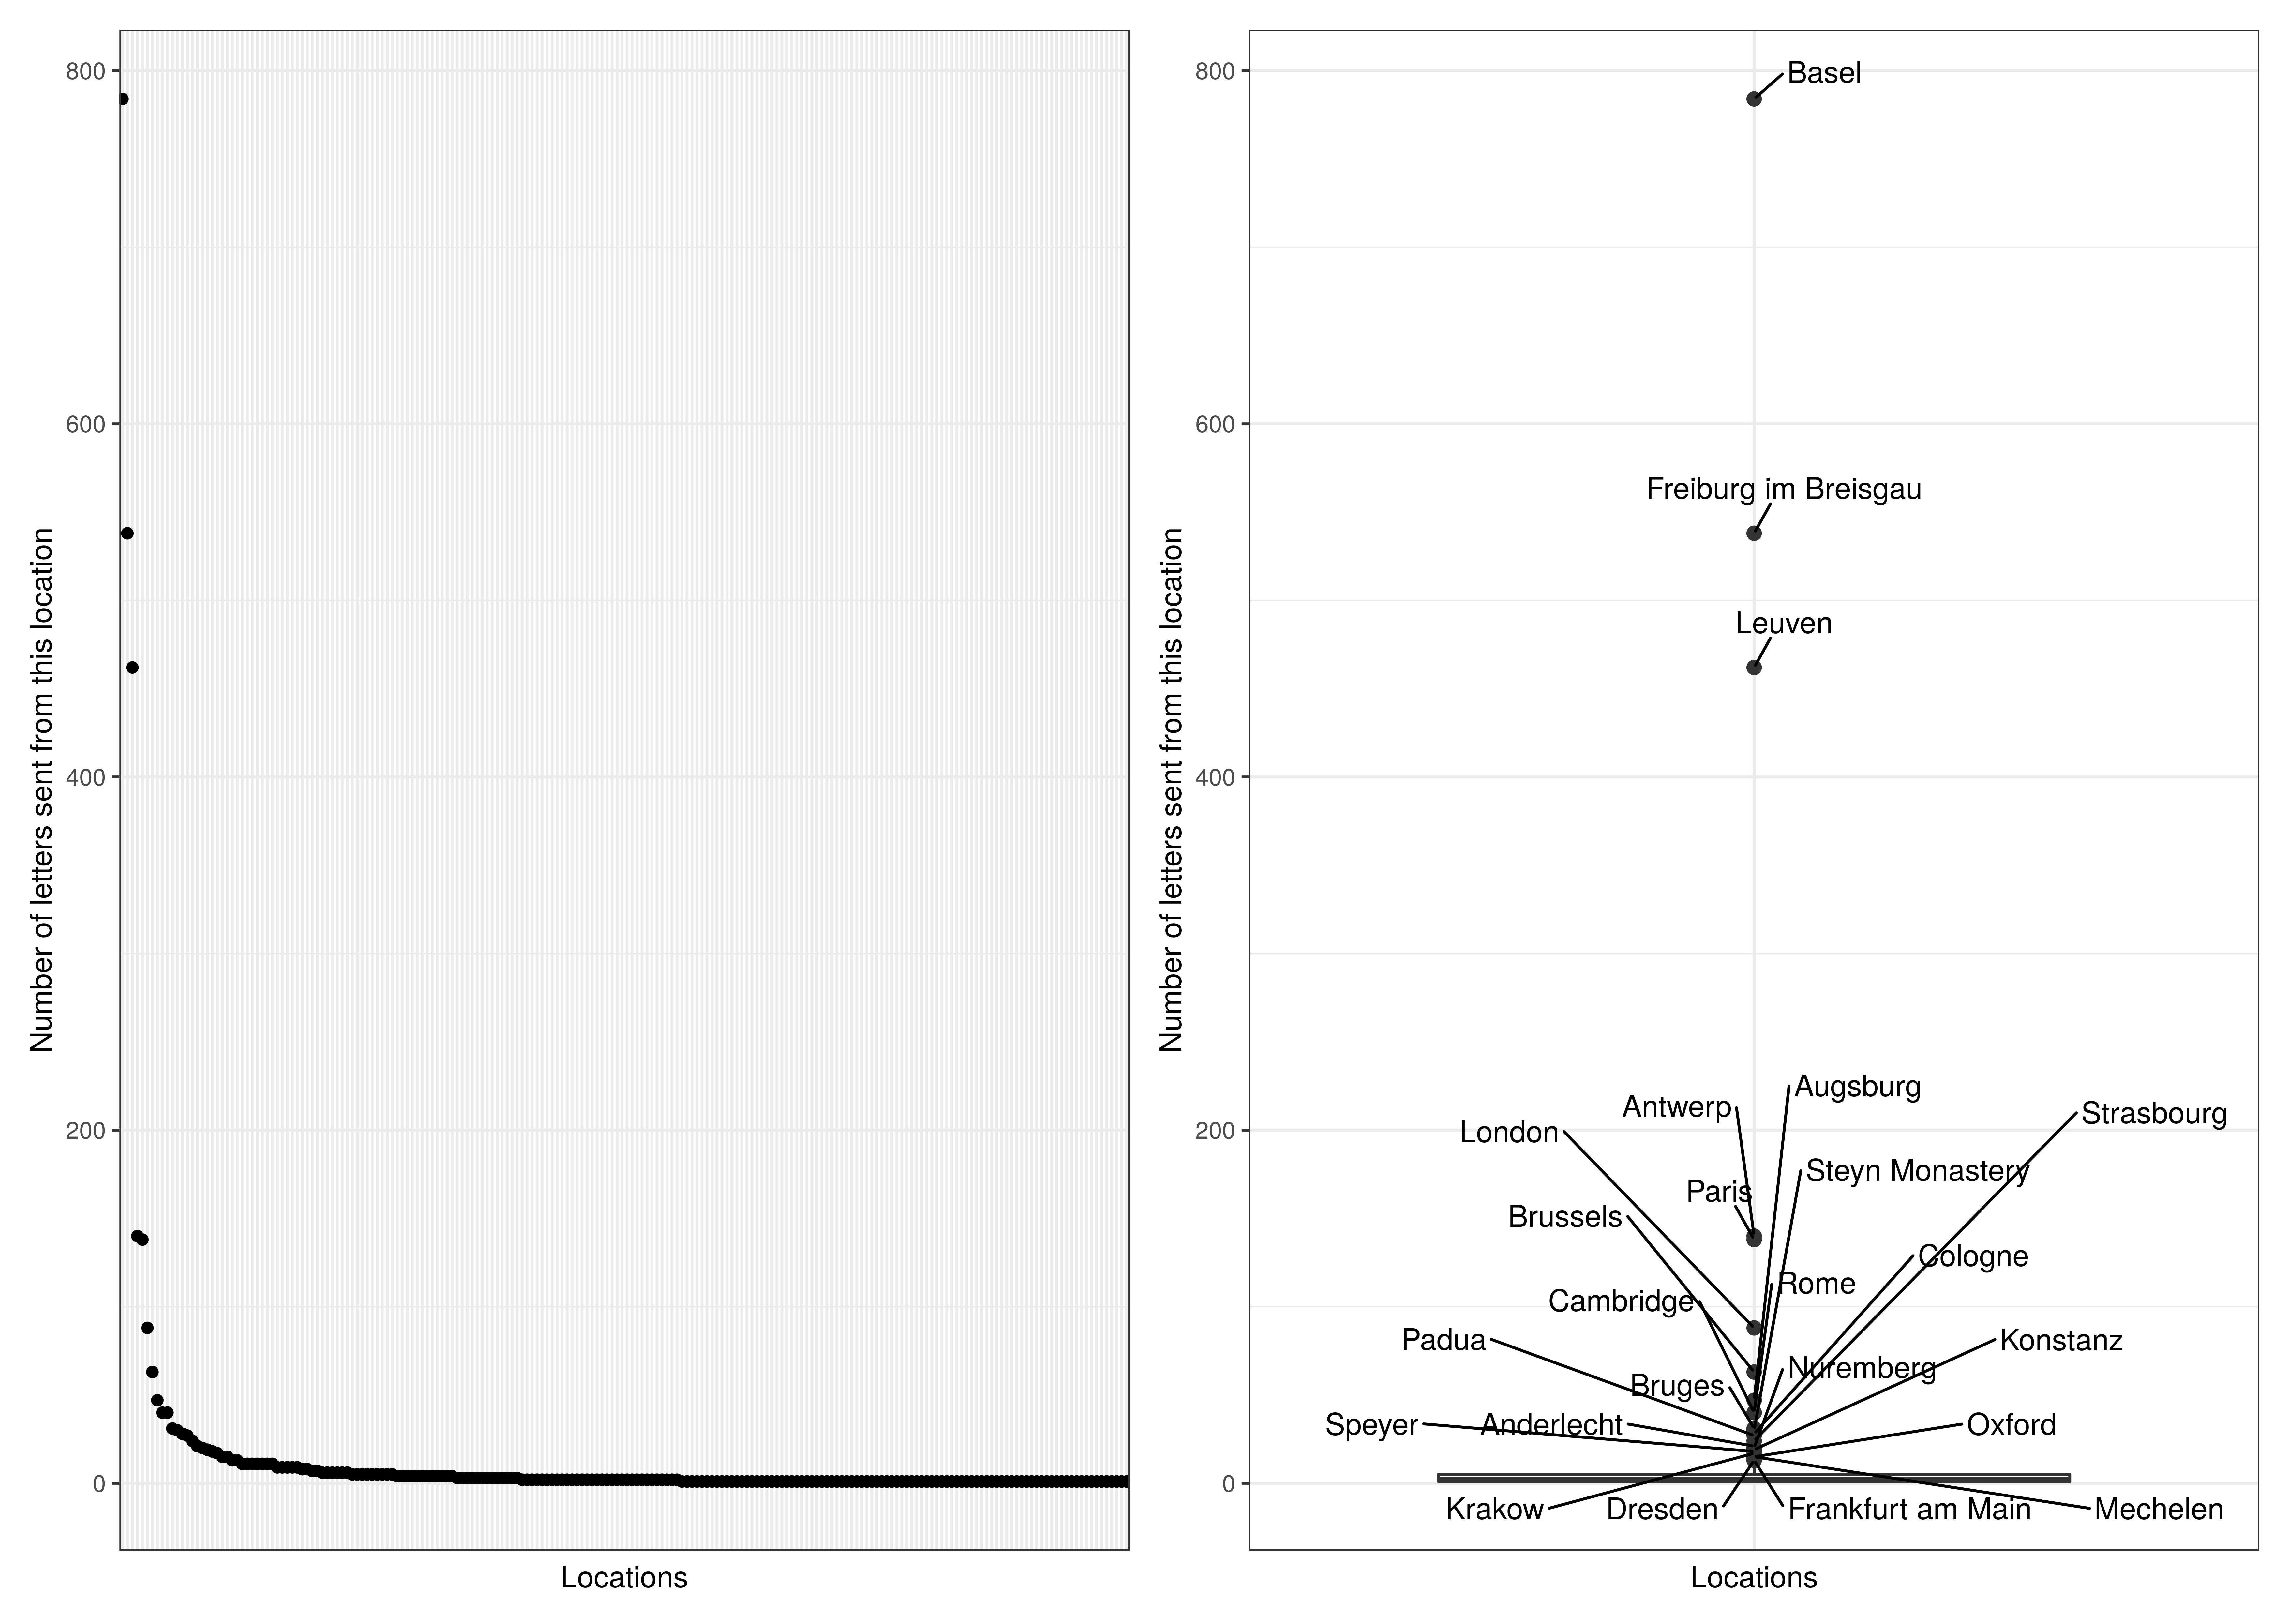 800
600
400
200
0
Number of letters sent from this location
Locations
800
600
400
200
0
Number of letters sent from this location
Basel
Freiburg im Breisgau
Leuven
Augsburg
Antwerp
Strasbourg
London
Steyn Monastery
Paris
Brussels
Cologne
Rome
Cambridge
Padua
Konstanz
Nuremberg
Bruges
Speyer
Anderlecht
Oxford
Krakow
Dresden
Frankfurt am Main
Mechelen
Locations